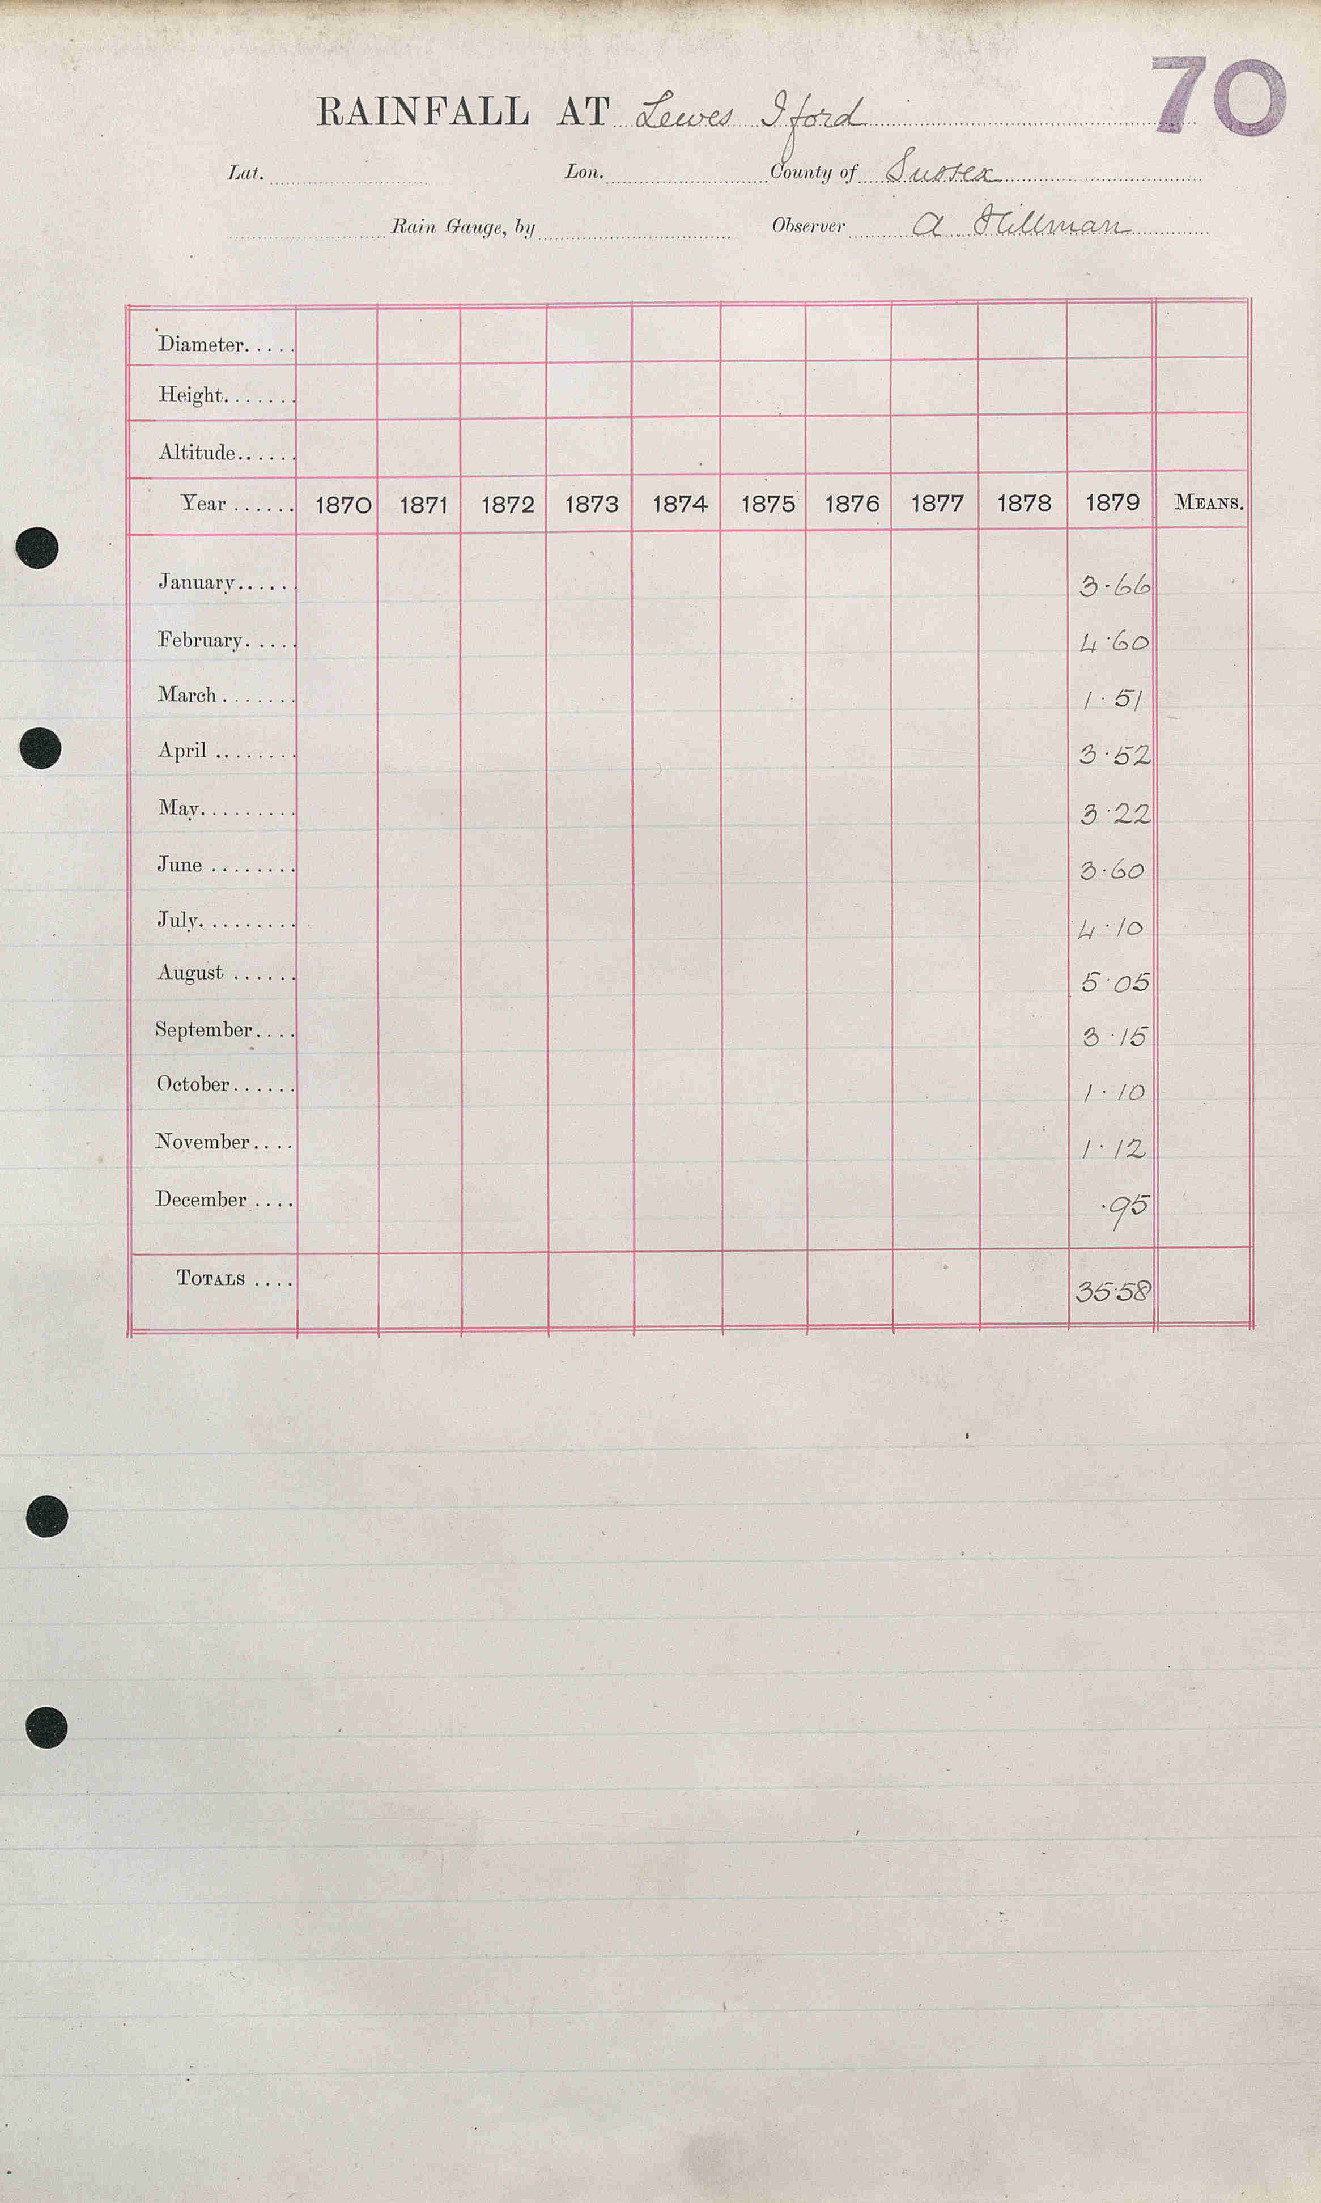 70
RAINFALL AT Lewes Iford
Lat. Lon. County of Sussex
Rain Gauge, by Observer A Hillman
Diameter.....
Height.......
Altitude......
Year ...... 1870 1871 1872 1873 1874 1875 1876 1877 1878 1879 MEANS.
January..... 3.66
February..... 4.60
March ....... 1.51
April ........ 3.52
May......... 3.22
June ........ 3.60
July......... 4.10
August ...... 5.05
September.... 3.15
October...... 1.10
November.... 1.12
December .... .95
TOTALS .... 35.58